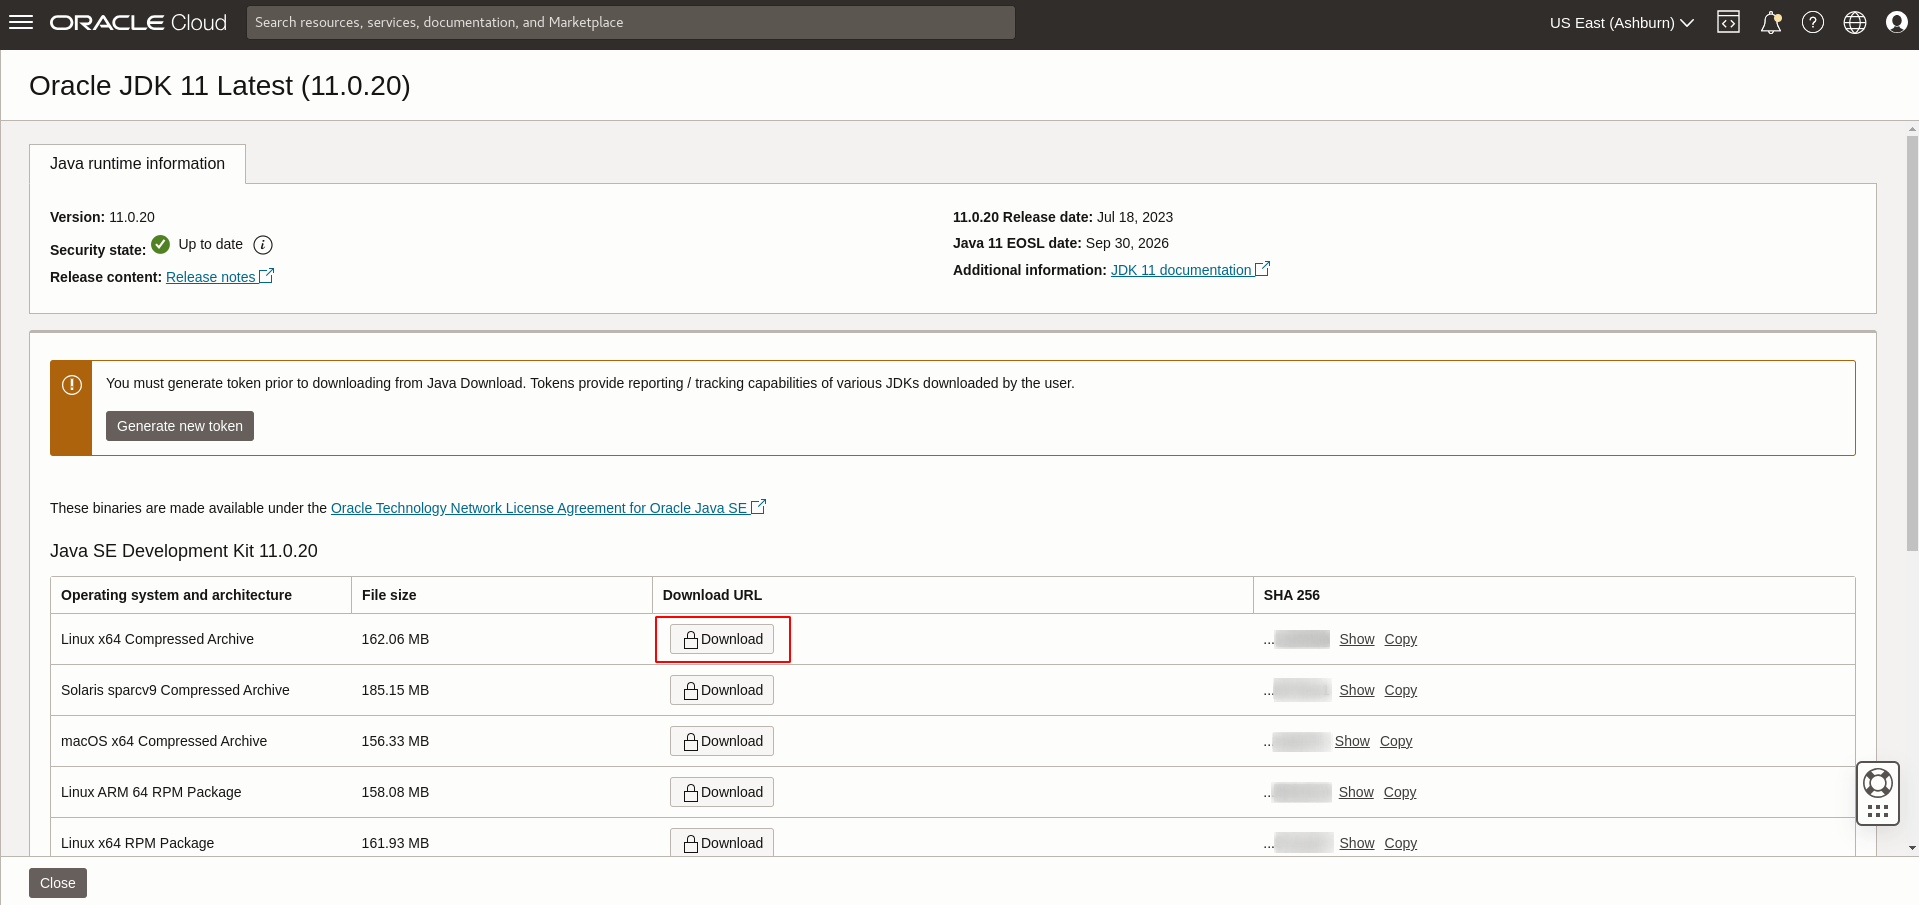 ORACLE Cloud
Search resources, services, documentation, and Marketplace
US East (Ashburn)
Oracle JDK 11 Latest (11.0.20)
Java runtime information
Version: 11.0.20
Security state: Up to date
Release content: Release notes
11.0.20 Release date: Jul 18, 2023
Java 11 EOSL date: Sep 30, 2026
Additional information: JDK 11 documentation
You must generate token prior to downloading from Java Download. Tokens provide reporting / tracking capabilities of various JDKs downloaded by the user.
Generate new token
These binaries are made available under the Oracle Technology Network License Agreement for Oracle Java SE
Java SE Development Kit 11.0.20
Operating system and architecture File size Download URL SHA 256
Linux x64 Compressed Archive 162.06 MB Download ... Show Copy
Solaris sparcv9 Compressed Archive 185.15 MB Download ... Show Copy
macOS x64 Compressed Archive 156.33 MB Download .. Show Copy
Linux ARM 64 RPM Package 158.08 MB Download .. Show Copy
Linux x64 RPM Package 161.93 MB Download ... Show Copy
Close